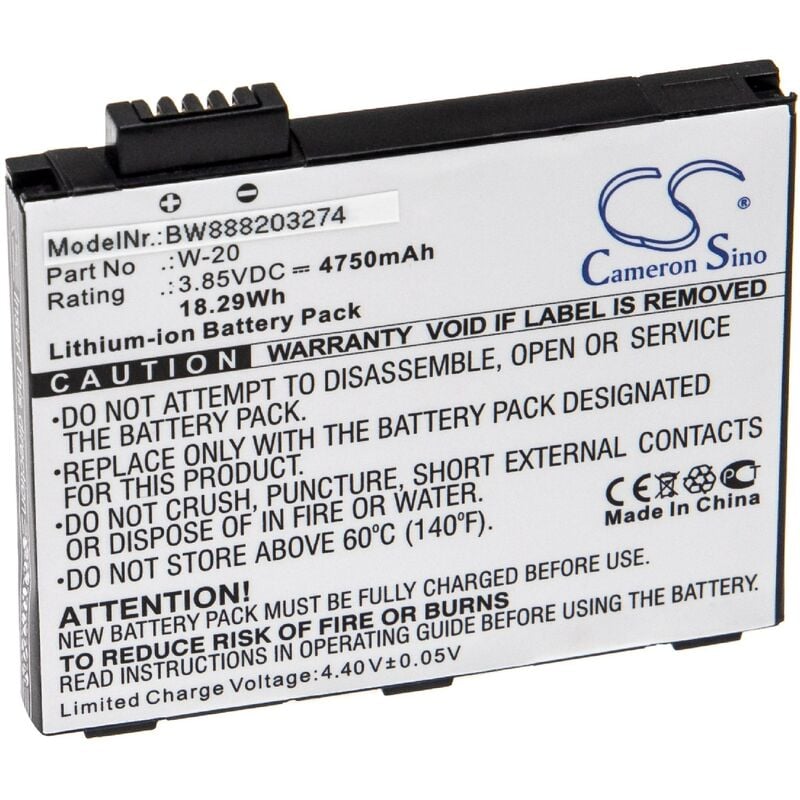 + −
ModelNr.:BW888203274
Part No :W-20
Rating :3.85VDC ⎓ 4750mAh
18.29Wh
Lithium-ion Battery Pack
CS
®
Cameron Sino
CAUTION WARRANTY VOID IF LABEL IS REMOVED
•DO NOT ATTEMPT TO DISASSEMBLE, OPEN OR SERVICE
THE BATTERY PACK.
•REPLACE ONLY WITH THE BATTERY PACK DESIGNATED
FOR THIS PRODUCT.
•DO NOT CRUSH, PUNCTURE, SHORT EXTERNAL CONTACTS
OR DISPOSE OF IN FIRE OR WATER.
•DO NOT STORE ABOVE 60°C (140°F).
CE PCT
Made In China
ATTENTION!
NEW BATTERY PACK MUST BE FULLY CHARGED BEFORE USE.
TO REDUCE RISK OF FIRE OR BURNS
READ INSTRUCTIONS IN OPERATING GUIDE BEFORE USING BATTERY.
Limited Charge Voltage: 4.40V±0.05V